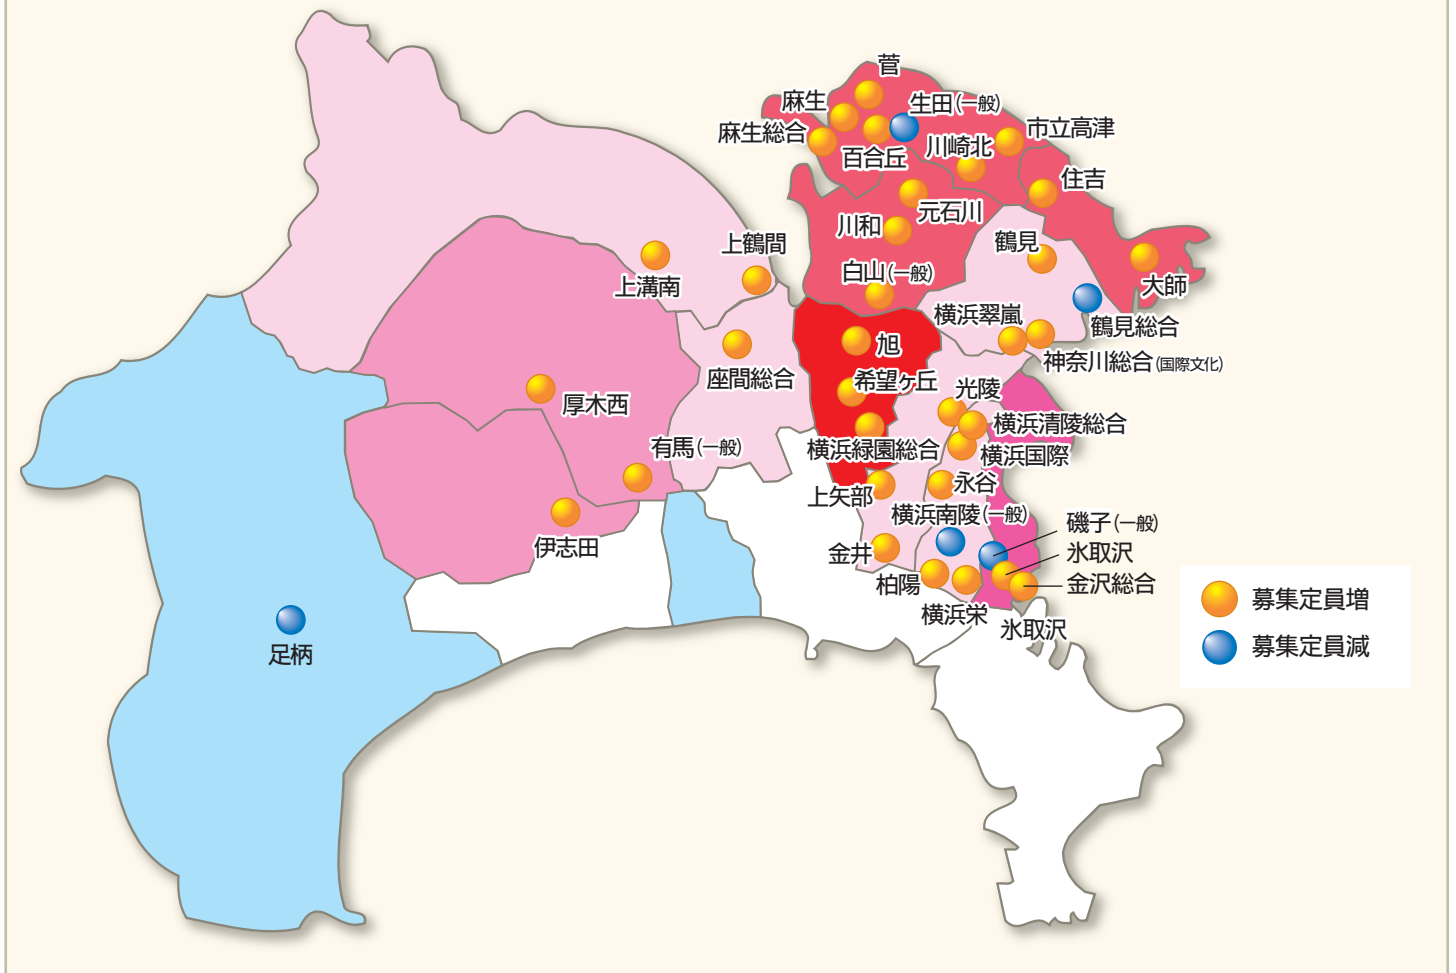 菅
麻生
生田(一般)
麻生総合
市立高津
百合丘
川崎北
住吉
元石川
川和
鶴見
上鶴間
白山(一般)
上溝南
大師
横浜翠嵐
鶴見総合
旭
神奈川総合(国際文化)
座間総合
希望ヶ丘
光陵
厚木西
横浜清陵総合
有馬(一般)
横浜緑園総合
横浜国際
永谷
上矢部
横浜南陵(一般)
磯子(一般)
伊志田
金井
氷取沢
柏陽
金沢総合
横浜栄
氷取沢
足柄
募集定員増
募集定員減